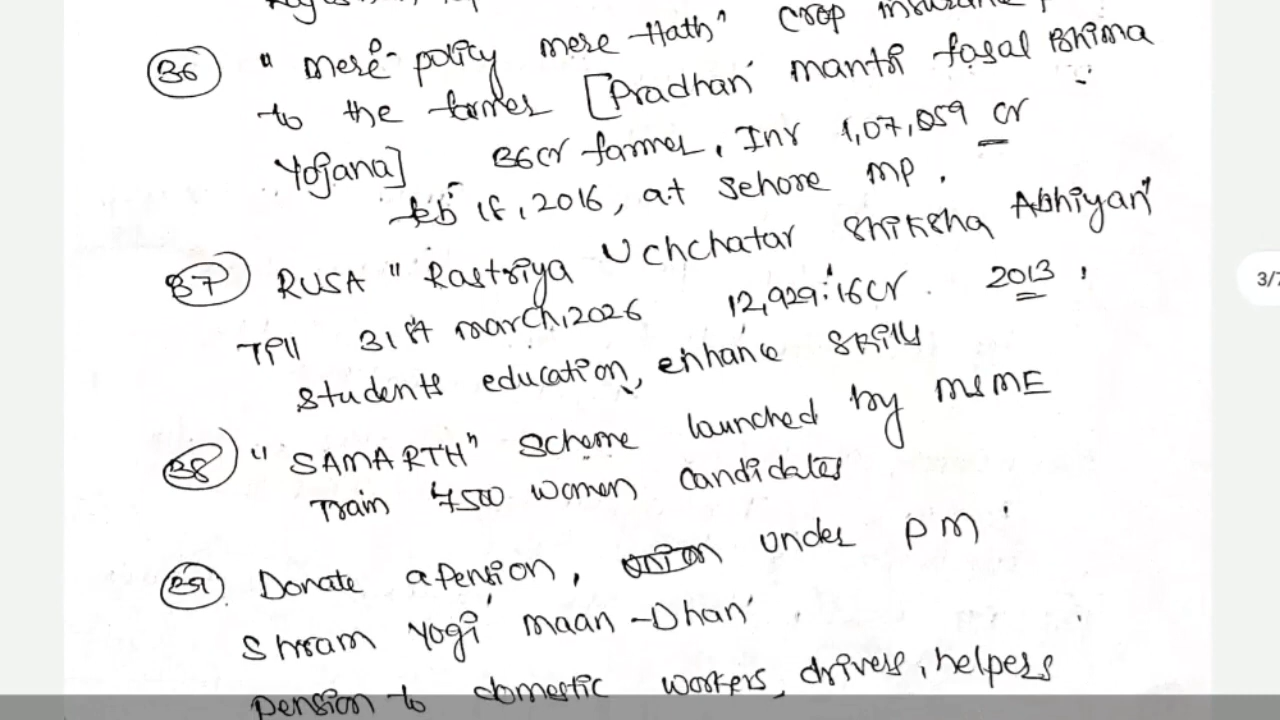 36 "mere policy mere Hath" crop insurance
to the farmer [Pradhan mantri fasal Bhima
Yojana] 36cr farmer, Inr 1,07,059 cr
feb 18, 2016, at sehore MP.
37 RUSA "Rastriya Uchchatar Shiksha Abhiyan"
Till 31st march, 2026 12,929.16cr. 2013,
students education, enhance skills
38 "SAMARTH" Scheme launched by MSME
Train 7500 women candidates
39 Donate a Pension, under PM
Shram Yogi maan-Dhan
pension to domestic workers, drivers, helpers
3/7